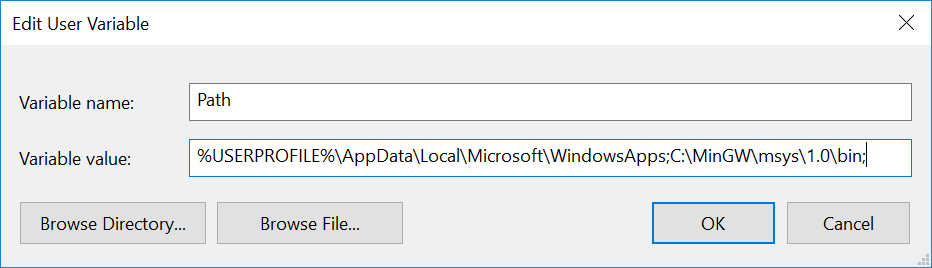 Edit User Variable
Variable name:
Path
Variable value:
%USERPROFILE%\AppData\Local\Microsoft\WindowsApps;C:\MinGW\msys\1.0\bin;
Browse Directory...
Browse File...
OK
Cancel